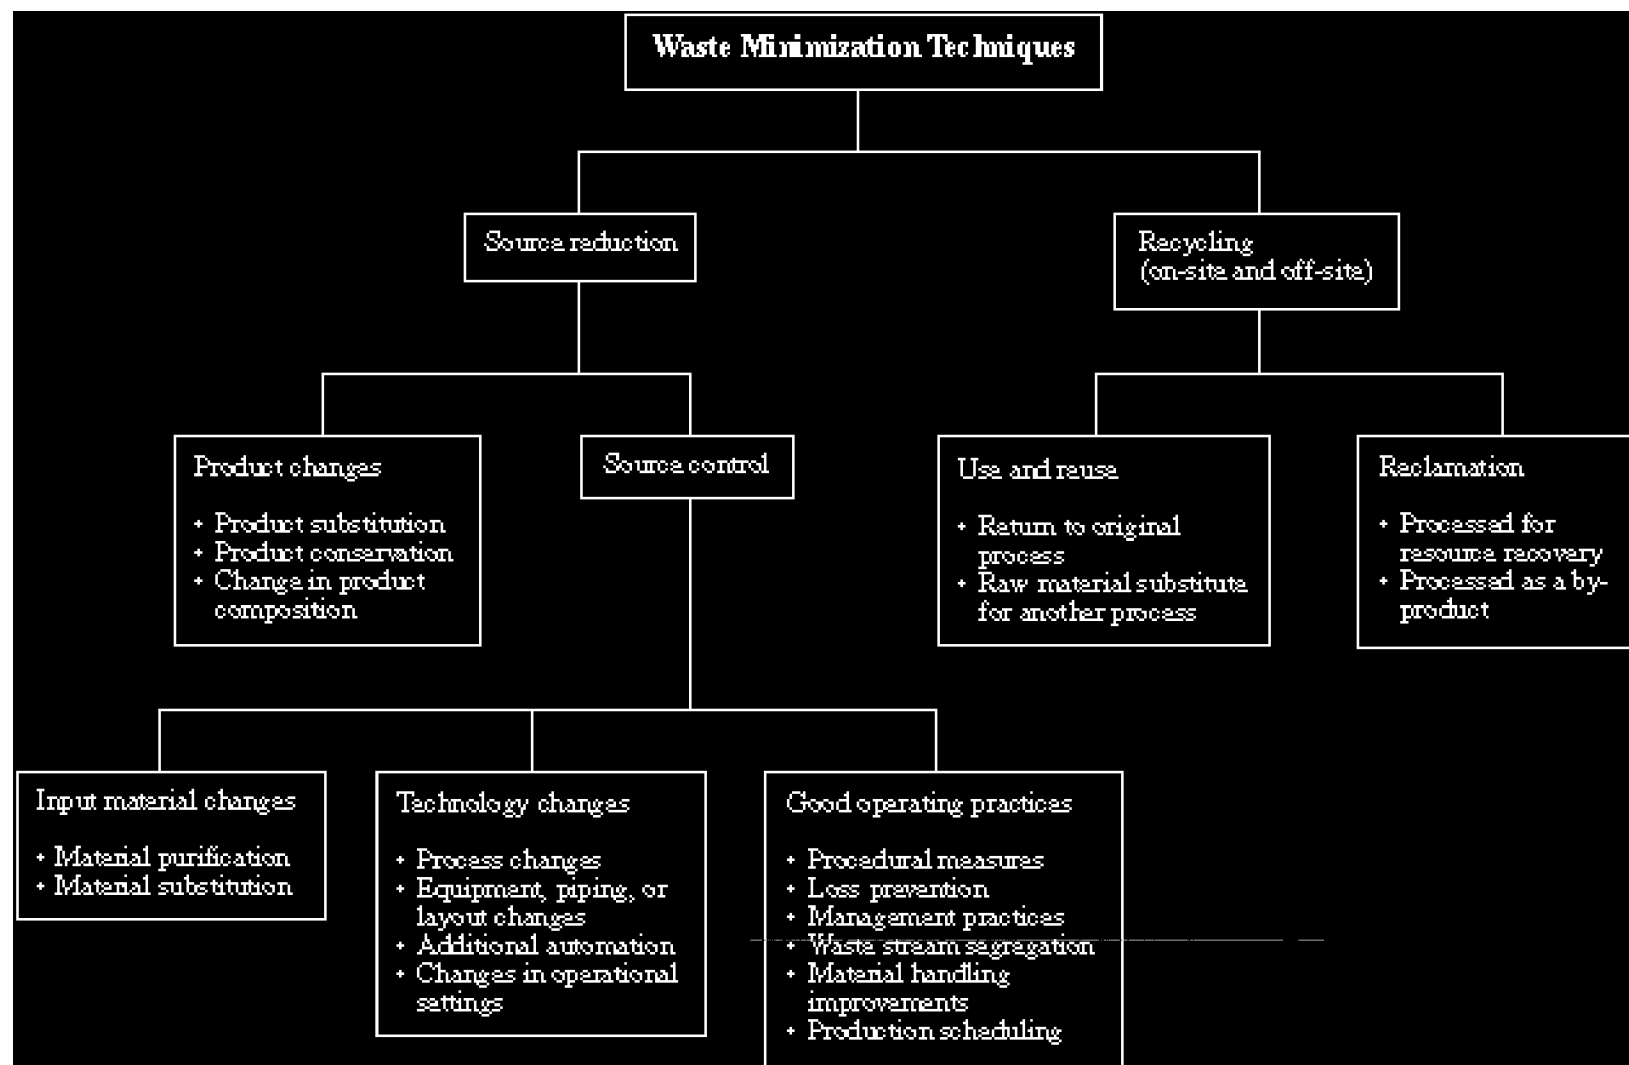 Waste Minimization Techniques
Source reduction
Recycling
(on-site and off-site)
Product changes
• Product substitution
• Product conservation
• Change in product
composition
Source control
Use and reuse
• Return to original
process
• Raw material substitute
for another process
Reclamation
• Processed for
resource recovery
• Processed as a by-
product
Input material changes
• Material purification
• Material substitution
Technology changes
• Process changes
• Equipment, piping, or
layout changes
• Additional automation
• Changes in operational
settings
Good operating practices
• Procedural measures
• Loss prevention
• Management practices
• Waste stream segregation
• Material handling
improvements
• Production scheduling